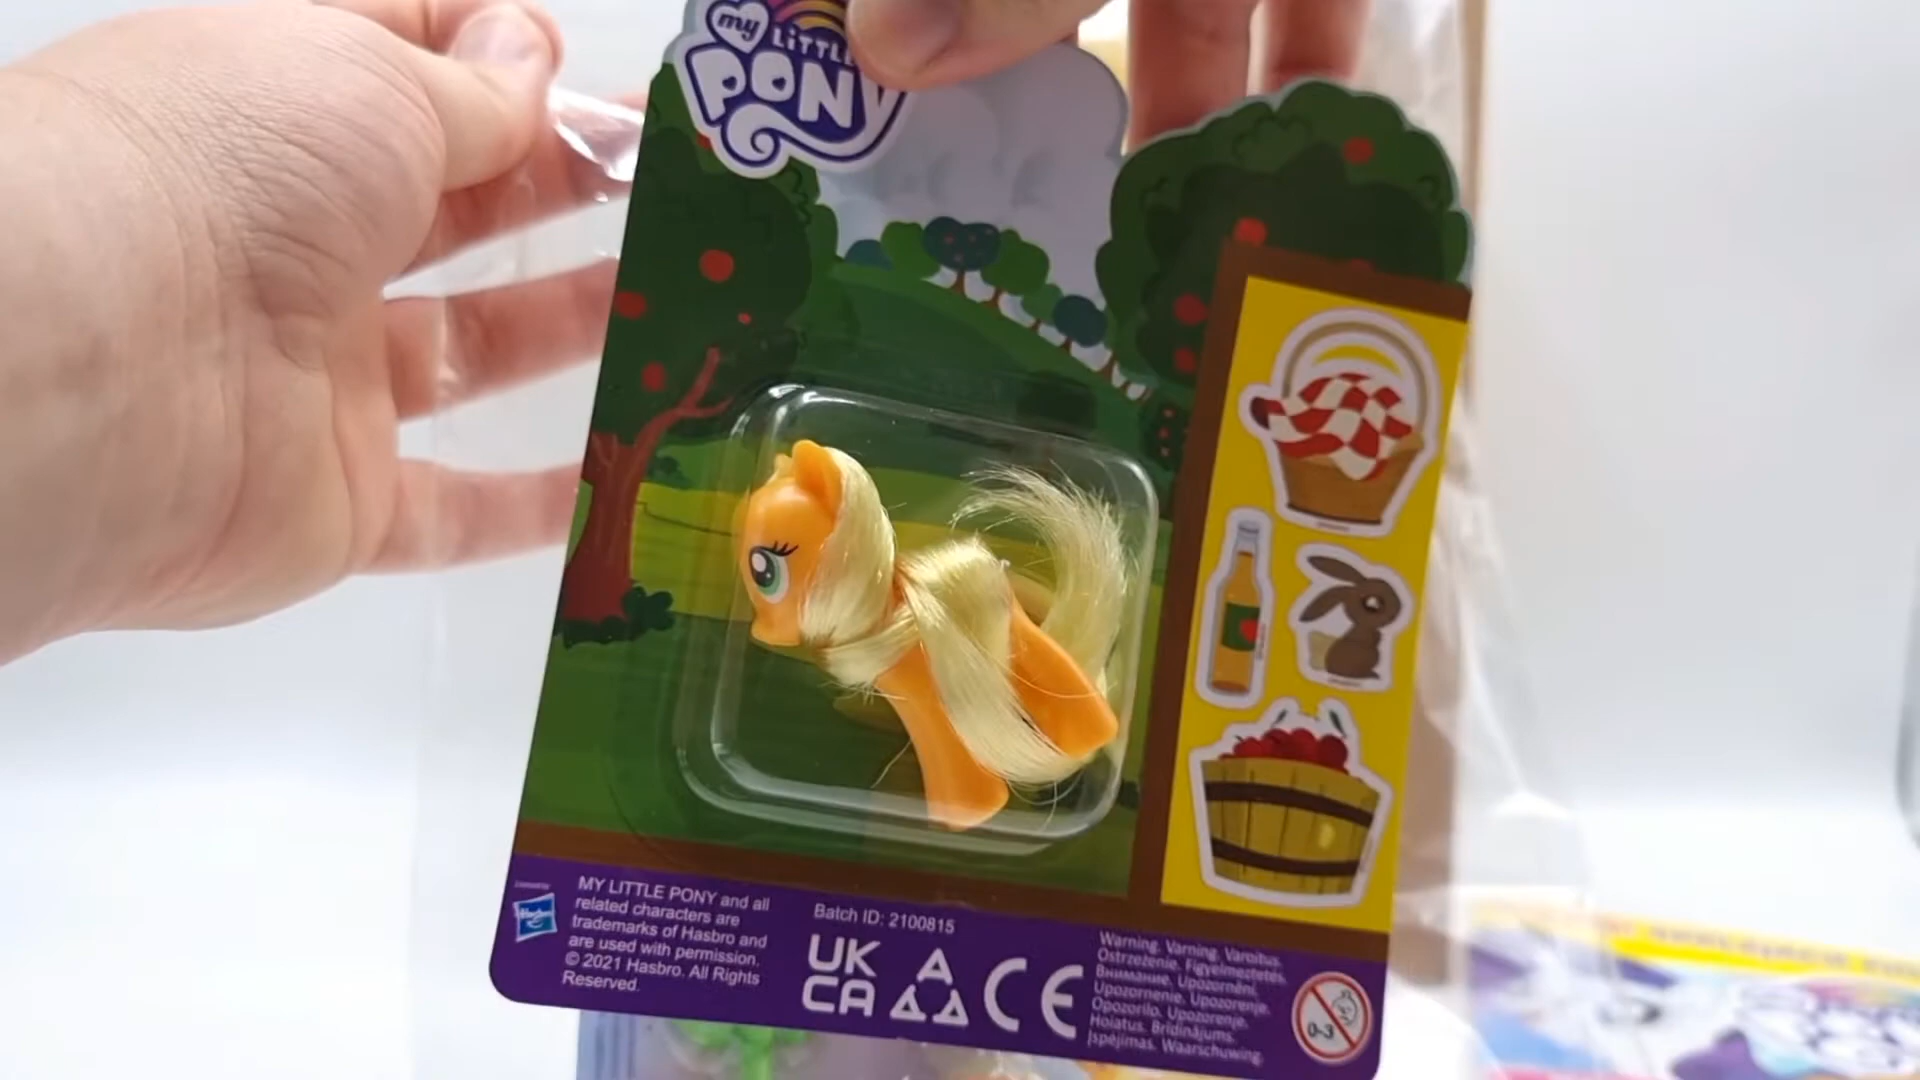 my LiTTLE
PONY
MY LITTLE PONY and all
related characters are
trademarks of Hasbro and
are used with permission.
© 2021 Hasbro. All Rights
Reserved.
Hasbro
Batch ID: 2100815
UK
CA
CE
Warning. Varning. Varoitus.
Ostrzeżenie. Figyelmeztetés.
Внимание. Upozornění.
Upozornenie. Upozorenje.
Opozorilo. Upozorenje.
Hoiatus. Brīdinājums.
Įspėjimas. Waarschuwing.
0-3